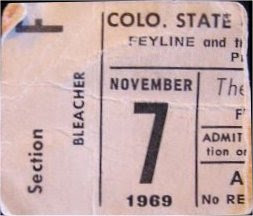 F
Section
BLEACHER
COLO. STATE
FEYLINE and t
P
NOVEMBER
7
1969
The
F
ADMIT
tion or
A
No RE